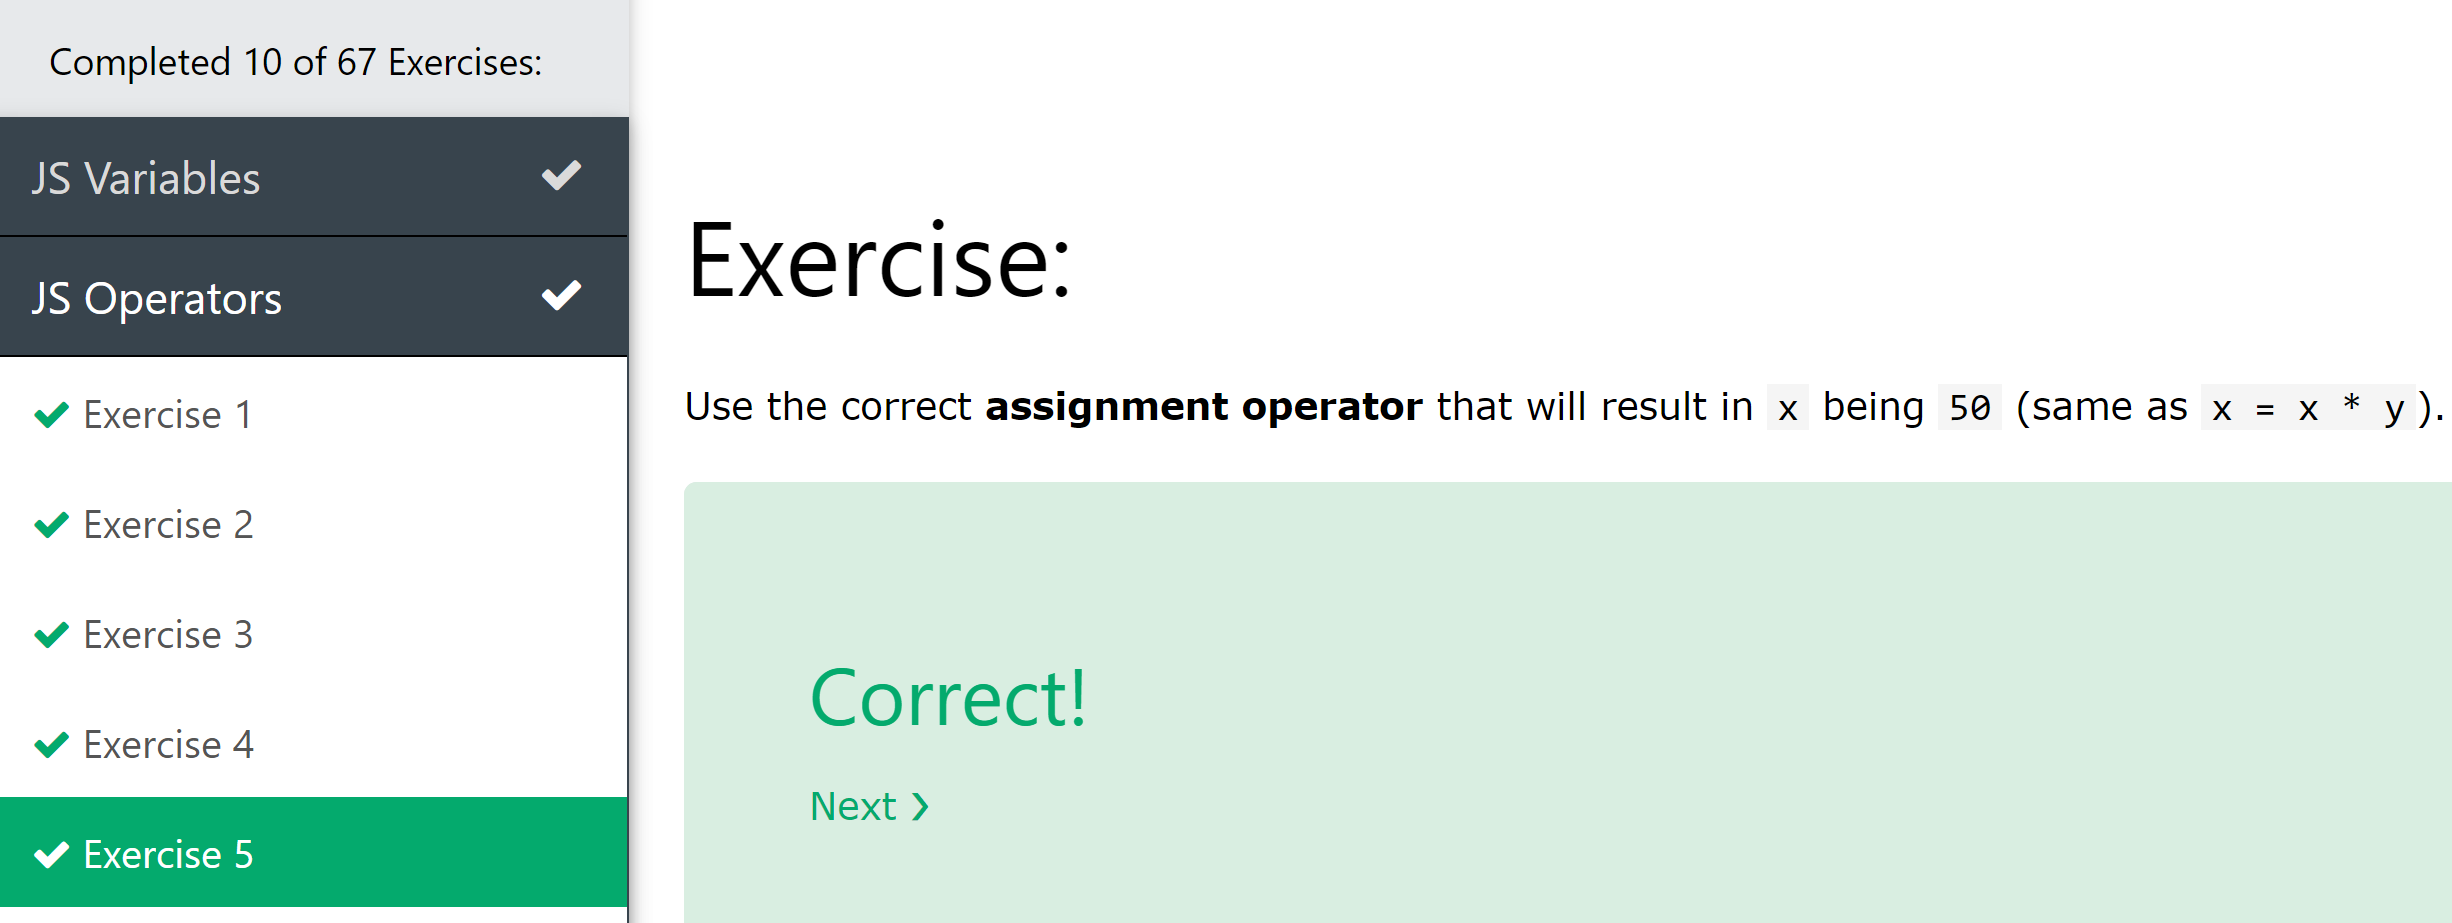 Completed 10 of 67 Exercises:
JS Variables
JS Operators
Exercise 1
Exercise 2
Exercise 3
Exercise 4
Exercise 5
Exercise:
Use the correct assignment operator that will result in x being 50 (same as x = x * y).
Correct!
Next ❯